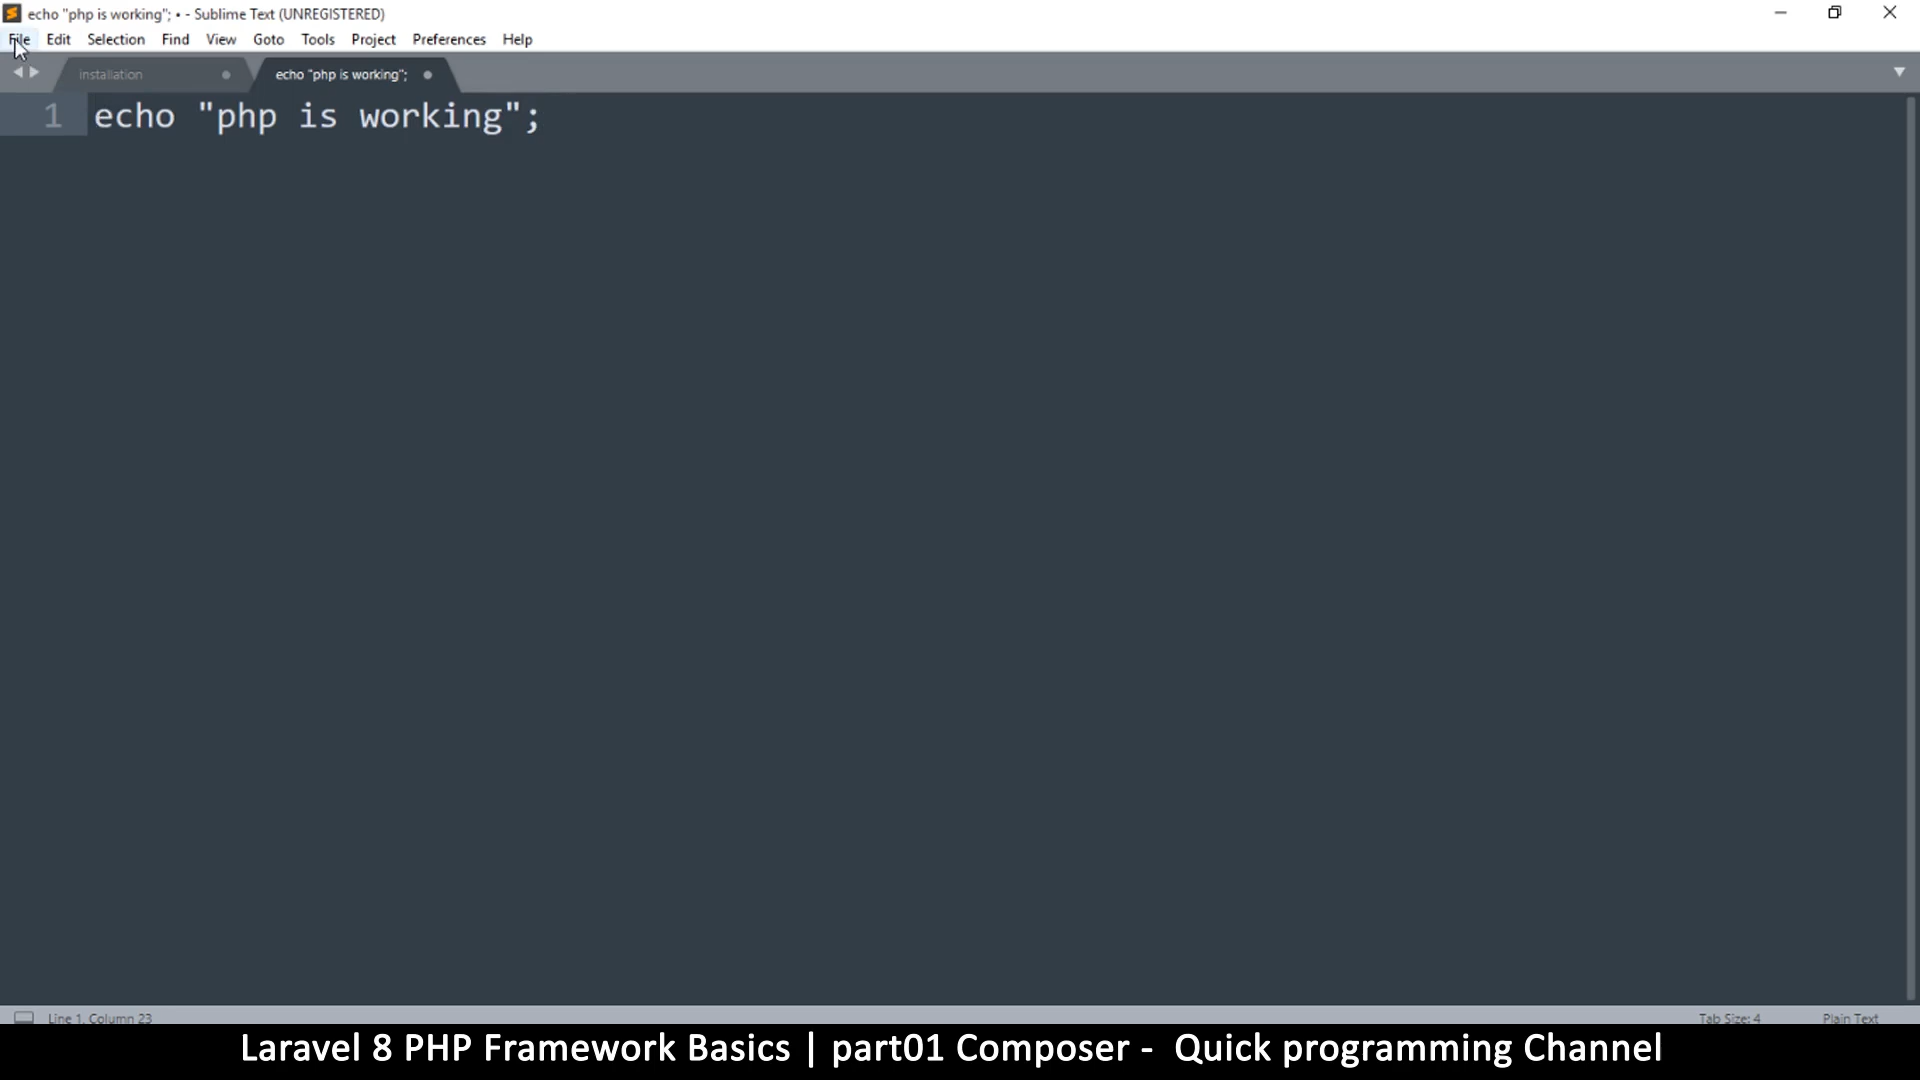 echo "php is working"; • - Sublime Text (UNREGISTERED)
File Edit Selection Find View Goto Tools Project Preferences Help
installation echo "php is working";
1 echo "php is working";
Line 1, Column 23 Tab Size: 4 Plain Text
Laravel 8 PHP Framework Basics | part01 Composer - Quick programming Channel